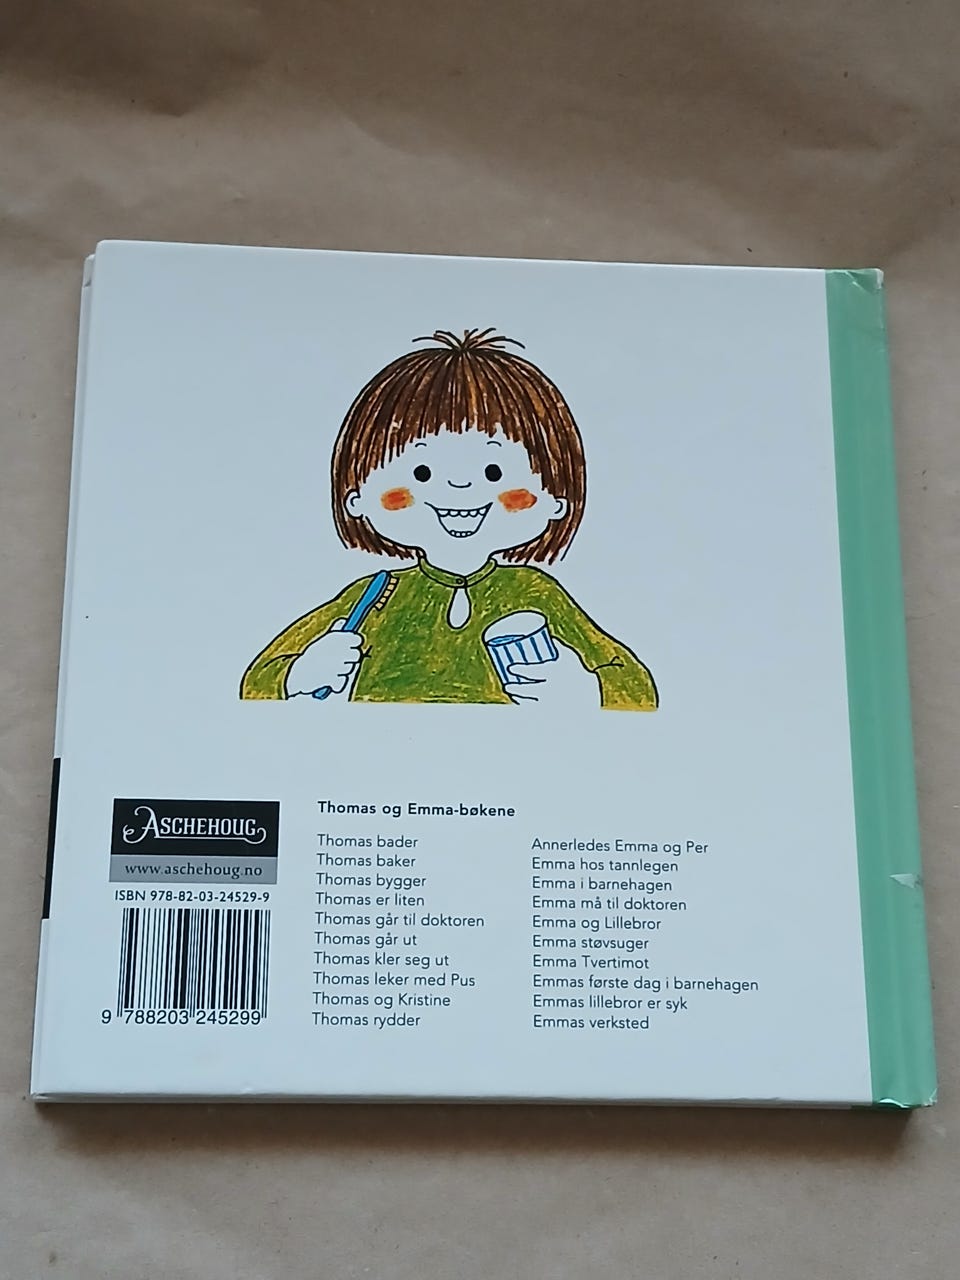 ASCHEHOUG
www.aschehoug.no
ISBN 978-82-03-24529-9
9 788203 245299
Thomas og Emma-bøkene
Thomas bader
Thomas baker
Thomas bygger
Thomas er liten
Thomas går til doktoren
Thomas går ut
Thomas kler seg ut
Thomas leker med Pus
Thomas og Kristine
Thomas rydder
Annerledes Emma og Per
Emma hos tannlegen
Emma i barnehagen
Emma må til doktoren
Emma og Lillebror
Emma støvsuger
Emma Tvertimot
Emmas første dag i barnehagen
Emmas lillebror er syk
Emmas verksted